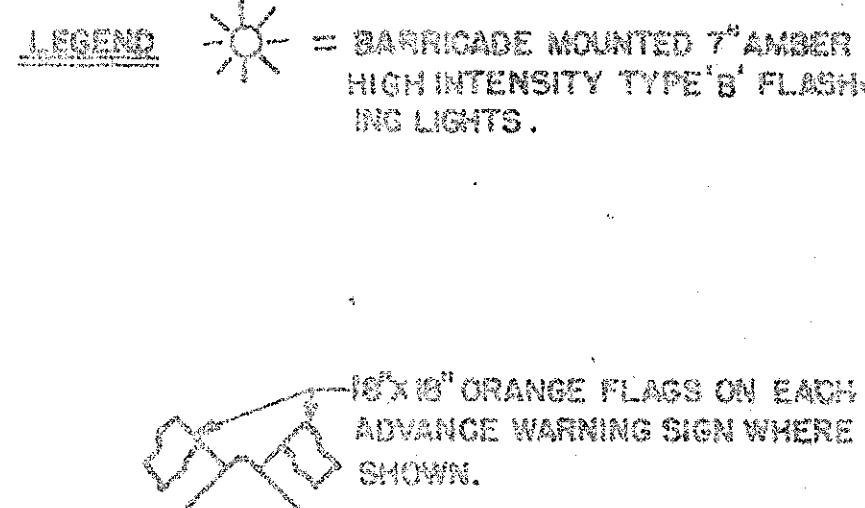 LEGEND = BARRICADE MOUNTED 7" AMBER
HIGH INTENSITY TYPE 'B' FLASH-
ING LIGHTS.
18" X 18" ORANGE FLAGS ON EACH
ADVANCE WARNING SIGN WHERE
SHOWN.